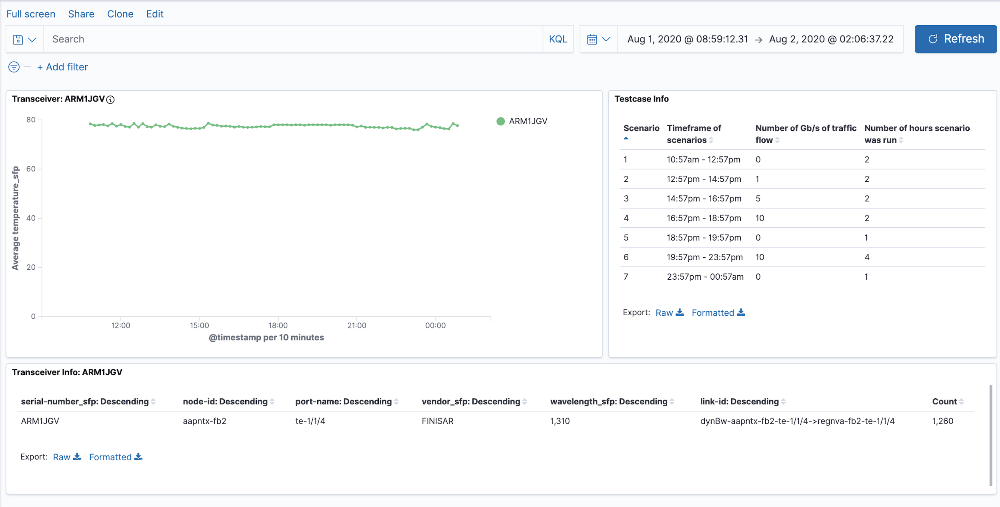 Full screen Share Clone Edit
Search KQL Aug 1, 2020 @ 08:59:12.31 → Aug 2, 2020 @ 02:06:37.22 Refresh
+ Add filter
Transceiver: ARM1JGV
80
60
40
20
0
Average temperature_sfp
12:00 15:00 18:00 21:00 00:00
@timestamp per 10 minutes
ARM1JGV
Testcase Info
Scenario Timeframe of scenarios Number of Gb/s of traffic flow Number of hours scenario was run
1 10:57am - 12:57pm 0 2
2 12:57pm - 14:57pm 1 2
3 14:57pm - 16:57pm 5 2
4 16:57pm - 18:57pm 10 2
5 18:57pm - 19:57pm 0 1
6 19:57pm - 23:57pm 10 4
7 23:57pm - 00:57am 0 1
Export: Raw Formatted
Transceiver Info: ARM1JGV
serial-number_sfp: Descending node-id: Descending port-name: Descending vendor_sfp: Descending wavelength_sfp: Descending link-id: Descending Count
ARM1JGV aapntx-fb2 te-1/1/4 FINISAR 1,310 dynBw-aapntx-fb2-te-1/1/4->regnva-fb2-te-1/1/4 1,260
Export: Raw Formatted